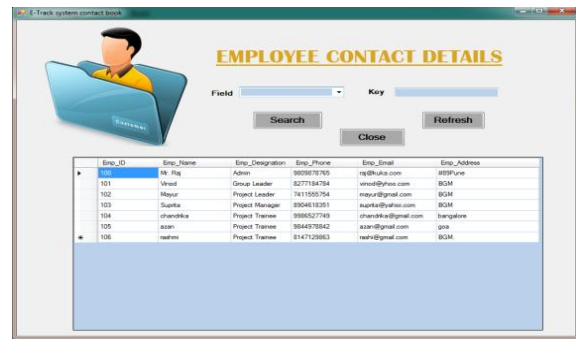 E-Track system contact book
EMPLOYEE CONTACT DETAILS
Field Key
Customer
Search Refresh
Close
Emp_ID Emp_Name Emp_Designation Emp_Phone Emp_Email Emp_Address
100 Mr. Raj Admin 9809878765 raj@kuka.com #89Pune
101 Vinod Group Leader 8277184784 vinod@yhoo.com BGM
102 Mayur Project Leader 7411555754 mayur@gmail.com BGM
103 Suprita Project Manager 8904618351 suprita@yahoo.com BGM
104 chandrika Project Trainee 9986527749 chandrika@gmail.com bangalore
105 azan Project Trainee 9844978842 azan@gmail.com goa
106 rashmi Project Trainee 8147129863 rashi@gmail.com BGM